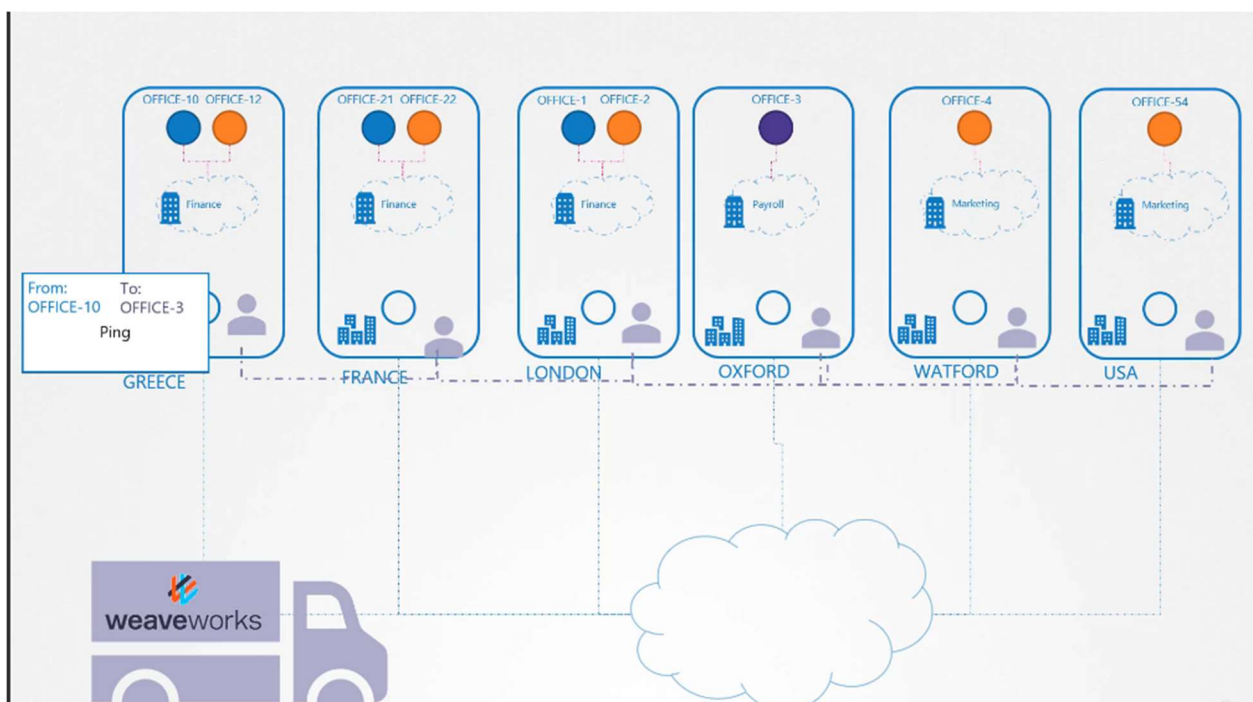 OFFICE-10 OFFICE-12
OFFICE-21 OFFICE-22
OFFICE-1 OFFICE-2
OFFICE-3
OFFICE-4
OFFICE-54
Finance
Finance
Finance
Payroll
Marketing
Marketing
From: To:
OFFICE-10 OFFICE-3
Ping
GREECE
FRANCE
LONDON
OXFORD
WATFORD
USA
weaveworks